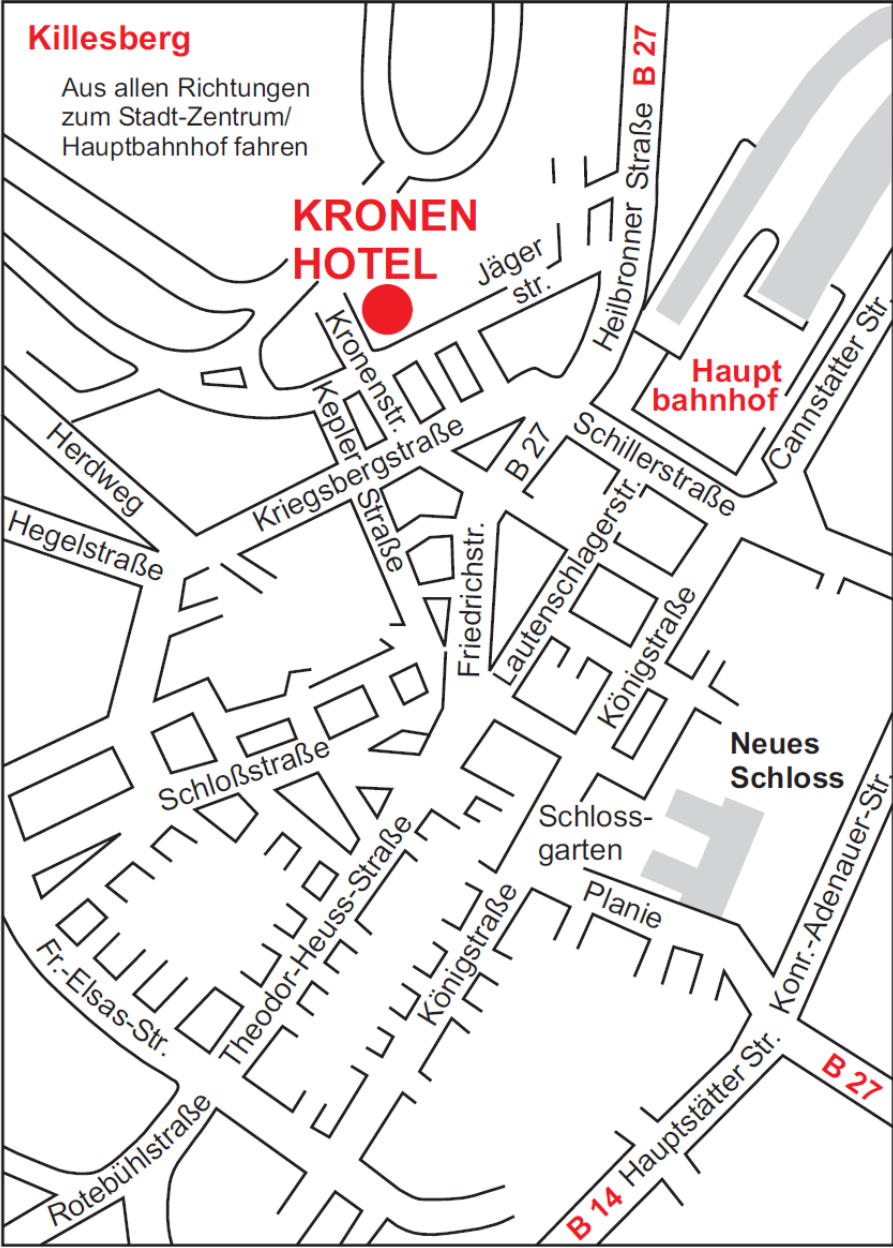 Killesberg
Aus allen Richtungen
zum Stadt-Zentrum/
Hauptbahnhof fahren
B 27
Heilbronner Straße
KRONEN
HOTEL
Jäger
str.
Kronenstr.
Kepler
Straße
Haupt
bahnhof
Cannstatter Str.
Herdweg
Hegelstraße
Kriegsbergstraße
B 27
Schillerstraße
Friedrichstr.
Lautenschlagerstr.
Königstraße
Schloßstraße
Neues
Schloss
Schloss-
garten
Planie
Konr.-Adenauer-Str.
Theodor-Heuss-Straße
Königstraße
Fr.-Elsas-Str.
Rotebühlstraße
B 27
B 14
Hauptstätter Str.